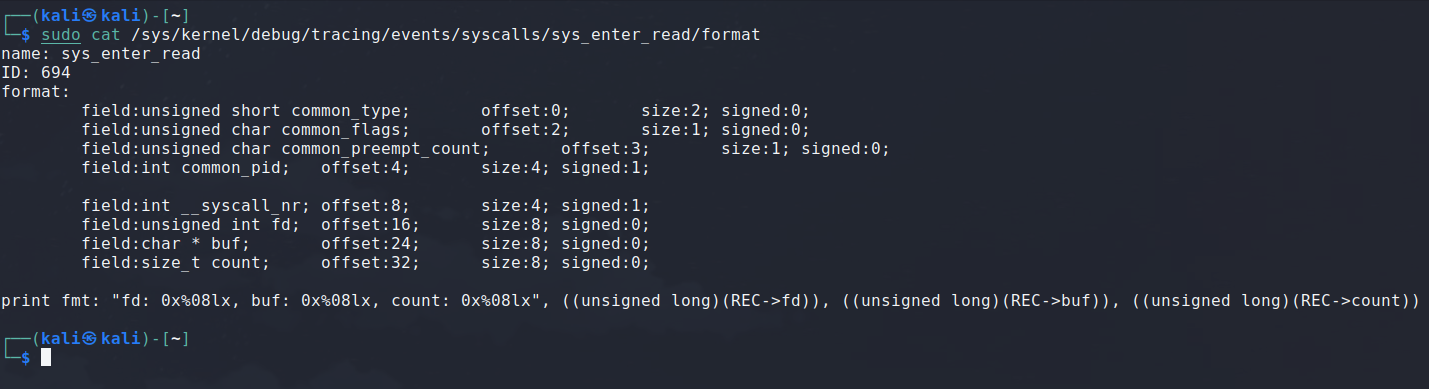 ┌──(kali㉿kali)-[~]
└─$ sudo cat /sys/kernel/debug/tracing/events/syscalls/sys_enter_read/format
name: sys_enter_read
ID: 694
format:
        field:unsigned short common_type;       offset:0;       size:2; signed:0;
        field:unsigned char common_flags;       offset:2;       size:1; signed:0;
        field:unsigned char common_preempt_count;       offset:3;       size:1; signed:0;
        field:int common_pid;   offset:4;       size:4; signed:1;

        field:int __syscall_nr; offset:8;       size:4; signed:1;
        field:unsigned int fd;  offset:16;      size:8; signed:0;
        field:char * buf;       offset:24;      size:8; signed:0;
        field:size_t count;     offset:32;      size:8; signed:0;

print fmt: "fd: 0x%08lx, buf: 0x%08lx, count: 0x%08lx", ((unsigned long)(REC->fd)), ((unsigned long)(REC->buf)), ((unsigned long)(REC->count))

┌──(kali㉿kali)-[~]
└─$